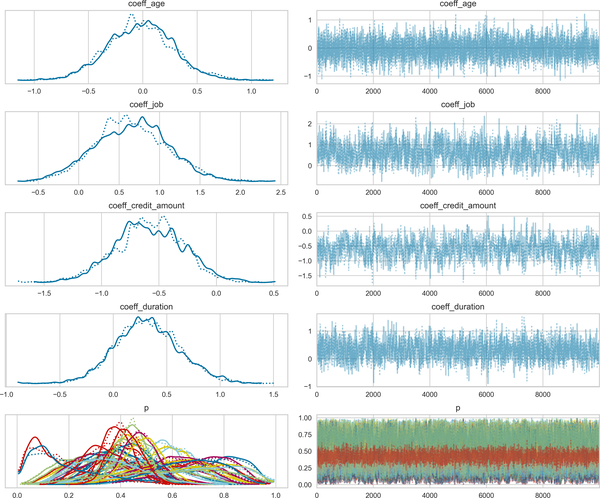 coeff_age
coeff_age
1
0
−1
−1.0 −0.5 0.0 0.5 1.0
0 2000 4000 6000 8000
coeff_job
coeff_job
2
1
0
−0.5 0.0 0.5 1.0 1.5 2.0 2.5
0 2000 4000 6000 8000
coeff_credit_amount
coeff_credit_amount
0.5
0.0
−0.5
−1.0
−1.5
−1.5 −1.0 −0.5 0.0 0.5
0 2000 4000 6000 8000
coeff_duration
coeff_duration
1
0
1
−1.0 −0.5 0.0 0.5 1.0 1.5
0 2000 4000 6000 8000
p
p
1.00
0.75
0.50
0.25
0.00
0.0 0.2 0.4 0.6 0.8 1.0
0 2000 4000 6000 8000